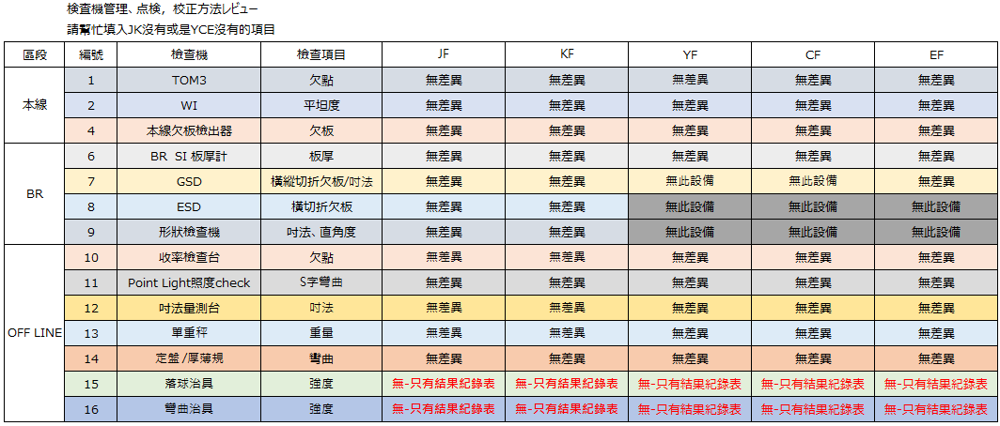 検査機管理、点検，校正方法レビュー
請幫忙填入JK沒有或是YCE沒有的項目
區段 編號 檢查機 檢查項目 JF KF YF CF EF
本線
1 TOM3 欠點 無差異 無差異 無差異 無差異 無差異
2 WI 平坦度 無差異 無差異 無差異 無差異 無差異
4 本線欠板檢出器 欠板 無差異 無差異 無差異 無差異 無差異
BR
6 BR SI 板厚計 板厚 無差異 無差異 無差異 無差異 無差異
7 GSD 橫縱切折欠板/吋法 無差異 無差異 無此設備 無此設備 無差異
8 ESD 橫切折欠板 無差異 無差異 無此設備 無此設備 無此設備
9 形狀檢查機 吋法、直角度 無差異 無差異 無此設備 無此設備 無此設備
OFF LINE
10 收率檢查台 欠點 無差異 無差異 無差異 無差異 無差異
11 Point Light照度check S字彎曲 無差異 無差異 無差異 無差異 無差異
12 吋法量測台 吋法 無差異 無差異 無差異 無差異 無差異
13 單重秤 重量 無差異 無差異 無差異 無差異 無差異
14 定盤/厚薄規 彎曲 無差異 無差異 無差異 無差異 無差異
15 落球治具 強度 無-只有結果紀錄表 無-只有結果紀錄表 無-只有結果紀錄表 無-只有結果紀錄表 無-只有結果紀錄表
16 彎曲治具 強度 無-只有結果紀錄表 無-只有結果紀錄表 無-只有結果紀錄表 無-只有結果紀錄表 無-只有結果紀錄表